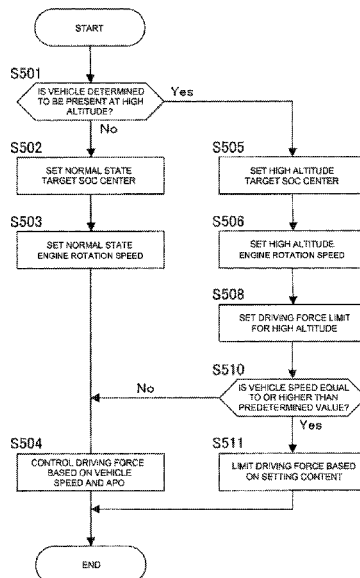 START
S501
IS VEHICLE DETERMINED
TO BE PRESENT AT HIGH
ALTITUDE?
Yes
No
S502
SET NORMAL STATE
TARGET SOC CENTER
S505
SET HIGH ALTITUDE
TARGET SOC CENTER
S503
SET NORMAL STATE
ENGINE ROTATION SPEED
S506
SET HIGH ALTITUDE
ENGINE ROTATION SPEED
S508
SET DRIVING FORCE LIMIT
FOR HIGH ALTITUDE
S510
IS VEHICLE SPEED EQUAL
TO OR HIGHER THAN
PREDETERMINED VALUE?
No
Yes
S504
CONTROL DRIVING FORCE
BASED ON VEHICLE
SPEED AND APO
S511
LIMIT DRIVING FORCE BASED
ON SETTING CONTENT
END